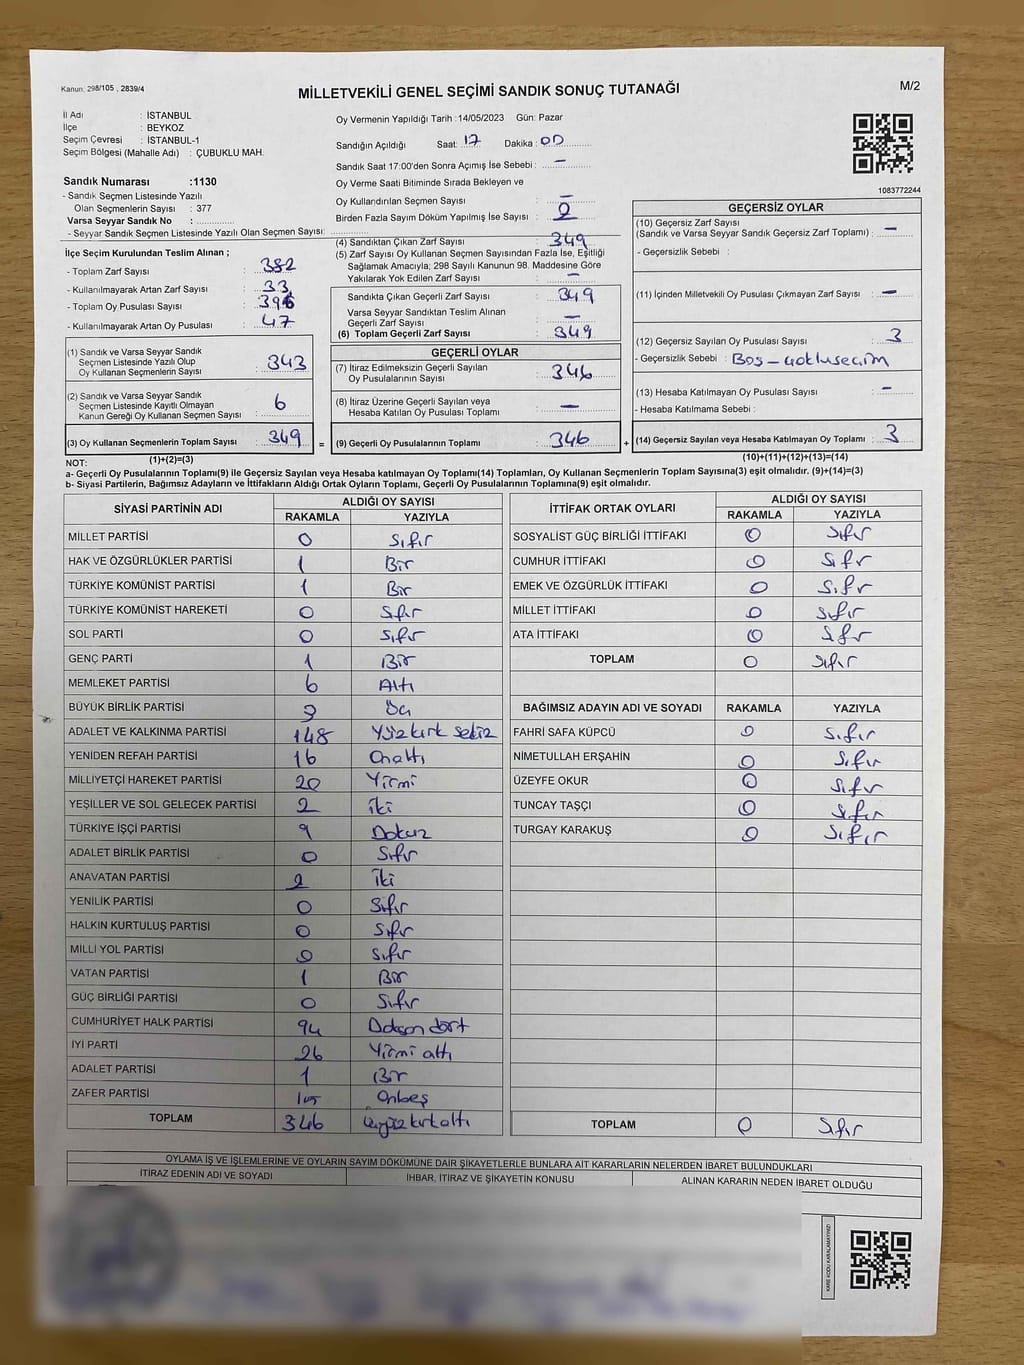 Kanun: 298/105 , 2839/4
MİLLETVEKİLİ GENEL SEÇİMİ SANDIK SONUÇ TUTANAĞI
M/2
İl Adı : İSTANBUL
İlçe : BEYKOZ
Seçim Çevresi : İSTANBUL-1
Seçim Bölgesi (Mahalle Adı) : ÇUBUKLU MAH.
Sandık Numarası :1130
- Sandık Seçmen Listesinde Yazılı
Olan Seçmenlerin Sayısı : 377
Varsa Seyyar Sandık No :
- Seyyar Sandık Seçmen Listesinde Yazılı Olan Seçmen Sayısı:
Oy Vermenin Yapıldığı Tarih :14/05/2023 Gün: Pazar
Sandığın Açıldığı Saat: 17 Dakika: 00
Sandık Saat 17:00'den Sonra Açımış İse Sebebi : —
Oy Verme Saati Bitiminde Sırada Bekleyen ve
Oy Kullandırılan Seçmen Sayısı : —
Birden Fazla Sayım Döküm Yapılmış İse Sayısı : 0
1083772244
İlçe Seçim Kurulundan Teslim Alınan ;
- Toplam Zarf Sayısı : 382
- Kullanılmayarak Artan Zarf Sayısı : 33
- Toplam Oy Pusulası Sayısı : 396
- Kullanılmayarak Artan Oy Pusulası : 47
(1) Sandık ve Varsa Seyyar Sandık
Seçmen Listesinde Yazılı Olup
Oy Kullanan Seçmenlerin Sayısı : 343
(2) Sandık ve Varsa Seyyar Sandık
Seçmen Listesinde Kayıtlı Olmayan
Kanun Gereği Oy Kullanan Seçmen Sayısı : 6
(3) Oy Kullanan Seçmenlerin Toplam Sayısı : 349 =
(1)+(2)=(3)
(4) Sandıktan Çıkan Zarf Sayısı : 349
(5) Zarf Sayısı Oy Kullanan Seçmen Sayısından Fazla İse, Eşitliği
Sağlamak Amacıyla; 298 Sayılı Kanunun 98. Maddesine Göre
Yakılarak Yok Edilen Zarf Sayısı : —
Sandıkta Çıkan Geçerli Zarf Sayısı : 349
Varsa Seyyar Sandıktan Teslim Alınan
Geçerli Zarf Sayısı : —
(6) Toplam Geçerli Zarf Sayısı : 349
GEÇERLİ OYLAR
(7) İtiraz Edilmeksizin Geçerli Sayılan
Oy Pusulalarının Sayısı : 346
(8) İtiraz Üzerine Geçerli Sayılan veya
Hesaba Katılan Oy Pusulası Toplamı : —
(9) Geçerli Oy Pusulalarının Toplamı : 346 +
GEÇERSİZ OYLAR
(10) Geçersiz Zarf Sayısı
(Sandık ve Varsa Seyyar Sandık Geçersiz Zarf Toplamı) : —
- Geçersizlik Sebebi :
(11) İçinden Milletvekili Oy Pusulası Çıkmayan Zarf Sayısı : —
(12) Geçersiz Sayılan Oy Pusulası Sayısı : 3
- Geçersizlik Sebebi : Boş - çoklu seçim
(13) Hesaba Katılmayan Oy Pusulası Sayısı : —
- Hesaba Katılmama Sebebi :
(14) Geçersiz Sayılan veya Hesaba Katılmayan Oy Toplamı : 3
(10)+(11)+(12)+(13)=(14)
NOT:
a- Geçerli Oy Pusulalarının Toplamı(9) ile Geçersiz Sayılan veya Hesaba katılmayan Oy Toplamı(14) Toplamları, Oy Kullanan Seçmenlerin Toplam Sayısına(3) eşit olmalıdır. (9)+(14)=(3)
b- Siyasi Partilerin, Bağımsız Adayların ve İttifakların Aldığı Ortak Oyların Toplamı, Geçerli Oy Pusulalarının Toplamına(9) eşit olmalıdır.
SİYASİ PARTİNİN ADI ALDIĞI OY SAYISI
RAKAMLA YAZIYLA
MİLLET PARTİSİ 0 Sıfır
HAK VE ÖZGÜRLÜKLER PARTİSİ 1 Bir
TÜRKİYE KOMÜNİST PARTİSİ 1 Bir
TÜRKİYE KOMÜNİST HAREKETİ 0 Sıfır
SOL PARTİ 0 Sıfır
GENÇ PARTİ 1 Bir
MEMLEKET PARTİSİ 6 Altı
BÜYÜK BİRLİK PARTİSİ
ADALET VE KALKINMA PARTİSİ 148 Yüzkırk sekiz
YENİDEN REFAH PARTİSİ 16 Onaltı
MİLLİYETÇİ HAREKET PARTİSİ 20 Yirmi
YEŞİLLER VE SOL GELECEK PARTİSİ 2 iki
TÜRKİYE İŞÇİ PARTİSİ 9 Dokuz
ADALET BİRLİK PARTİSİ 0 Sıfır
ANAVATAN PARTİSİ 2 iki
YENİLİK PARTİSİ 0 Sıfır
HALKIN KURTULUŞ PARTİSİ 0 Sıfır
MİLLİ YOL PARTİSİ 0 Sıfır
VATAN PARTİSİ 1 Bir
GÜÇ BİRLİĞİ PARTİSİ 0 Sıfır
CUMHURİYET HALK PARTİSİ 94 Doksan dört
İYİ PARTİ 26 Yirmi altı
ADALET PARTİSİ 1 Bir
ZAFER PARTİSİ 15 Onbeş
TOPLAM 346 üçyüzkırkaltı
İTTİFAK ORTAK OYLARI ALDIĞI OY SAYISI
RAKAMLA YAZIYLA
SOSYALİST GÜÇ BİRLİĞİ İTTİFAKI 0 Sıfır
CUMHUR İTTİFAKI 0 Sıfır
EMEK VE ÖZGÜRLÜK İTTİFAKI 0 Sıfır
MİLLET İTTİFAKI 0 Sıfır
ATA İTTİFAKI 0 Sıfır
TOPLAM 0 Sıfır
BAĞIMSIZ ADAYIN ADI VE SOYADI RAKAMLA YAZIYLA
FAHRİ SAFA KÜPCÜ 0 Sıfır
NİMETULLAH ERŞAHİN 0 Sıfır
ÜZEYFE OKUR 0 Sıfır
TUNCAY TAŞÇI 0 Sıfır
TURGAY KARAKUŞ 0 Sıfır
TOPLAM 0 Sıfır
OYLAMA İŞ VE İŞLEMLERİNE VE OYLARIN SAYIM DÖKÜMÜNE DAİR ŞİKAYETLERLE BUNLARA AİT KARARLARIN NELERDEN İBARET BULUNDUKLARI
İTİRAZ EDENİN ADI VE SOYADI İHBAR, İTİRAZ VE ŞİKAYETİN KONUSU ALINAN KARARIN NEDEN İBARET OLDUĞU
KARE KODU KARALAMAYINIZ!